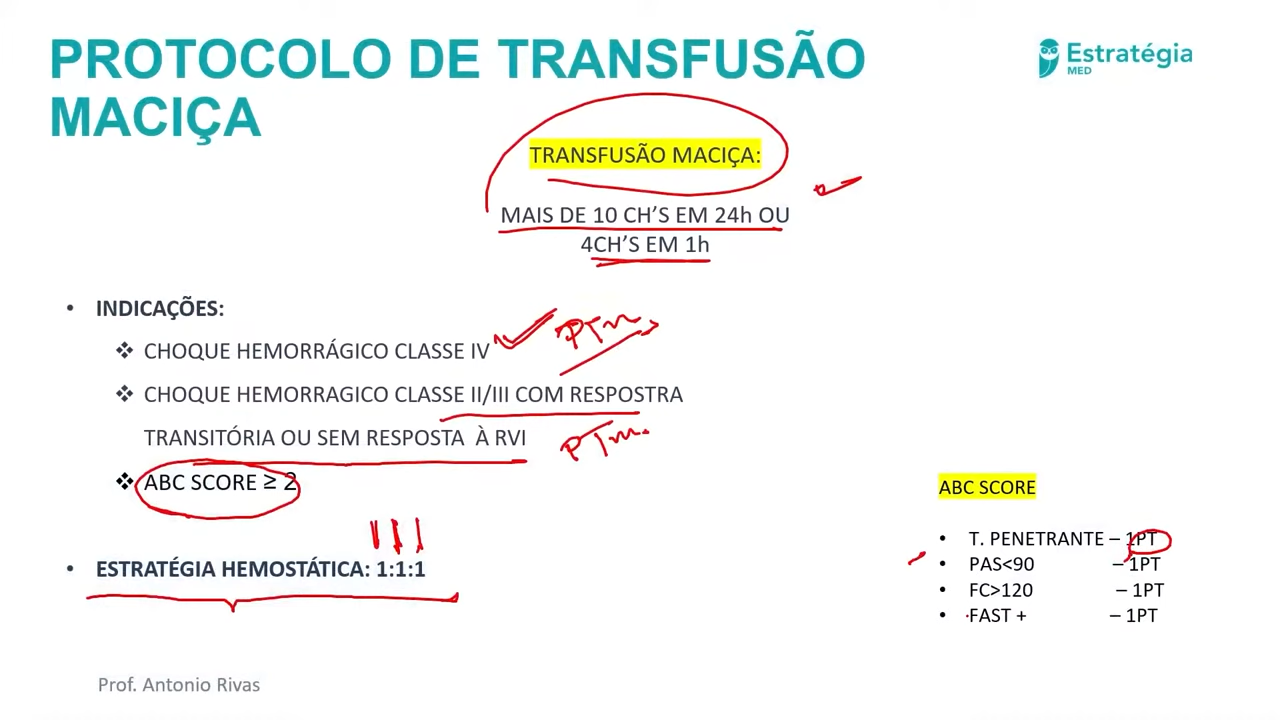 PROTOCOLO DE TRANSFUSÃO
MACIÇA
Estratégia
MED
TRANSFUSÃO MACIÇA:
MAIS DE 10 CH'S EM 24h OU
4CH'S EM 1h
• INDICAÇÕES:
❖ CHOQUE HEMORRÁGICO CLASSE IV
PTM
❖ CHOQUE HEMORRAGICO CLASSE II/III COM RESPOSTRA
TRANSITÓRIA OU SEM RESPOSTA À RVI
PTM
❖ ABC SCORE ≥ 2
• ESTRATÉGIA HEMOSTÁTICA: 1:1:1
ABC SCORE
• T. PENETRANTE – 1PT
• PAS<90 – 1PT
• FC>120 – 1PT
• FAST + – 1PT
Prof. Antonio Rivas